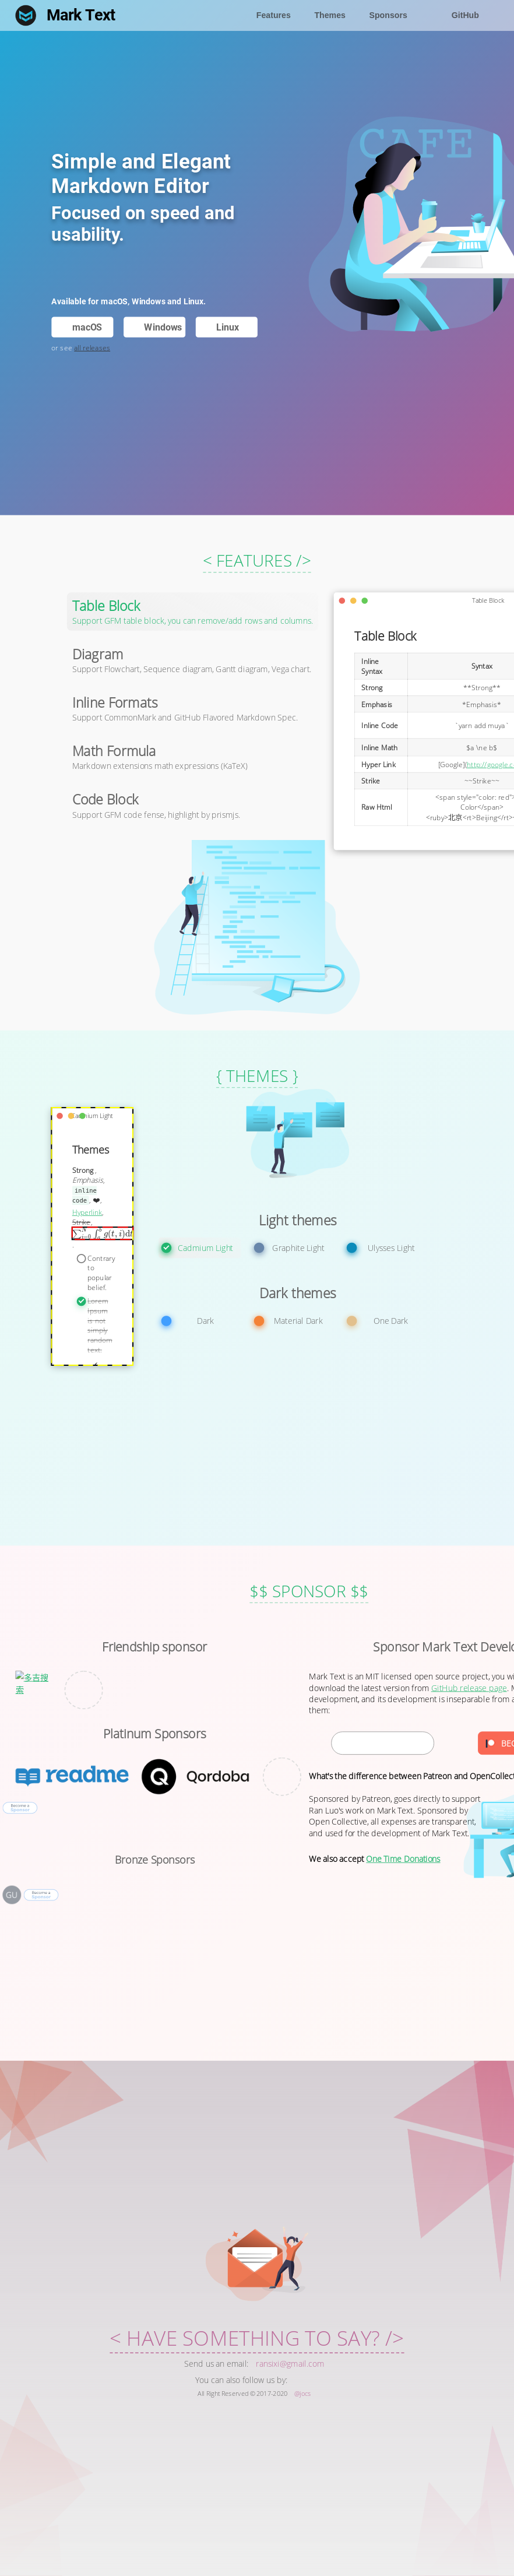 Mark Text
Features
Themes
Sponsors
GitHub
CAFE
Simple and Elegant
Markdown Editor
Focused on speed and
usability.
Available for macOS, Windows and Linux.
macOS
Windows
Linux
or see all releases
< FEATURES />
Table Block
Support GFM table block, you can remove/add rows and columns.
Diagram
Support Flowchart, Sequence diagram, Gantt diagram, Vega chart.
Inline Formats
Support CommonMark and GitHub Flavored Markdown Spec.
Math Formula
Markdown extensions math expressions (KaTeX)
Code Block
Support GFM code fense, highlight by prismjs.
Table Block
Table Block
Inline Syntax
Syntax
Strong
**Strong**
Emphasis
*Emphasis*
Inline Code
`yarn add muya`
Inline Math
$a \ne b$
Hyper Link
[Google](http://google.c
Strike
~~Strike~~
Raw Html
<span style="color: red">
Color</span>
<ruby>北京<rt>Beijing</rt>
{ THEMES }
Cadmium Light
Themes
Strong,
Emphasis,
inline
code, ❤️,
Hyperlink,
Strike,
Contrary
to
popular
belief.
Lorem
Ipsum
is not
simply
random
text.
Light themes
Cadmium Light
Graphite Light
Ulysses Light
Dark themes
Dark
Material Dark
One Dark
$$ SPONSOR $$
Friendship sponsor
多吉搜
索
Platinum Sponsors
readme
Qordoba
Become a
Sponsor
Bronze Sponsors
GU
Become a
Sponsor
Sponsor Mark Text Develo
Mark Text is an MIT licensed open source project, you wi
download the latest version from GitHub release page. M
development, and its development is inseparable from a
them:
BEC
What's the difference between Patreon and OpenCollect
Sponsored by Patreon, goes directly to support
Ran Luo's work on Mark Text. Sponsored by
Open Collective, all expenses are transparent,
and used for the development of Mark Text.
We also accept One Time Donations
< HAVE SOMETHING TO SAY? />
Send us an email: ransixi@gmail.com
You can also follow us by:
All Right Reserved © 2017-2020 @Jocs